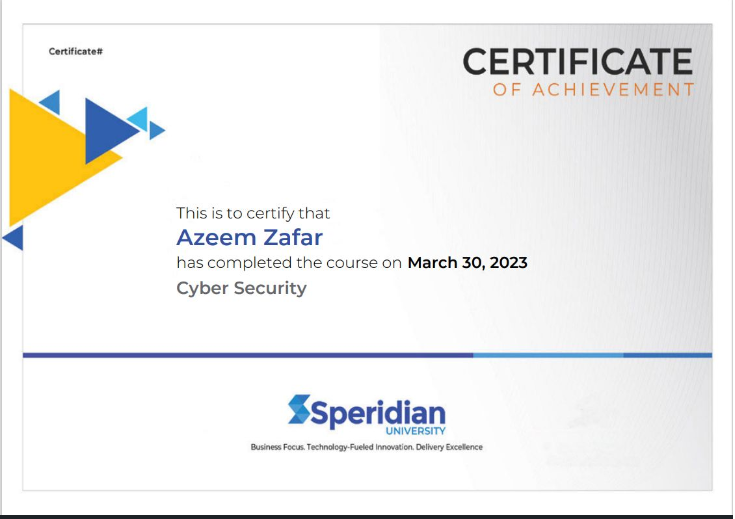 Certificate#
CERTIFICATE
OF ACHIEVEMENT
This is to certify that
Azeem Zafar
has completed the course on March 30, 2023
Cyber Security
Speridian
UNIVERSITY
Business Focus. Technology-Fueled Innovation. Delivery Excellence